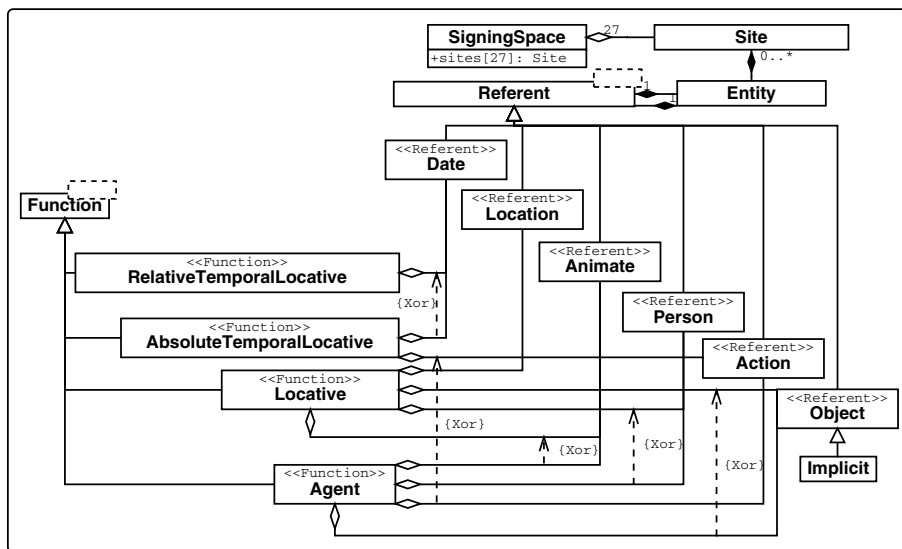 SigningSpace
+sites[27]: Site
27
Site
0..*
Referent
1
1
Entity
<<Referent>>
Date
Function
<<Referent>>
Location
<<Function>>
RelativeTemporalLocative
<<Referent>>
Animate
{Xor}
<<Referent>>
Person
<<Function>>
AbsoluteTemporalLocative
<<Referent>>
Action
<<Function>>
Locative
<<Referent>>
Object
{Xor}
{Xor}
{Xor}
Implicit
<<Function>>
Agent